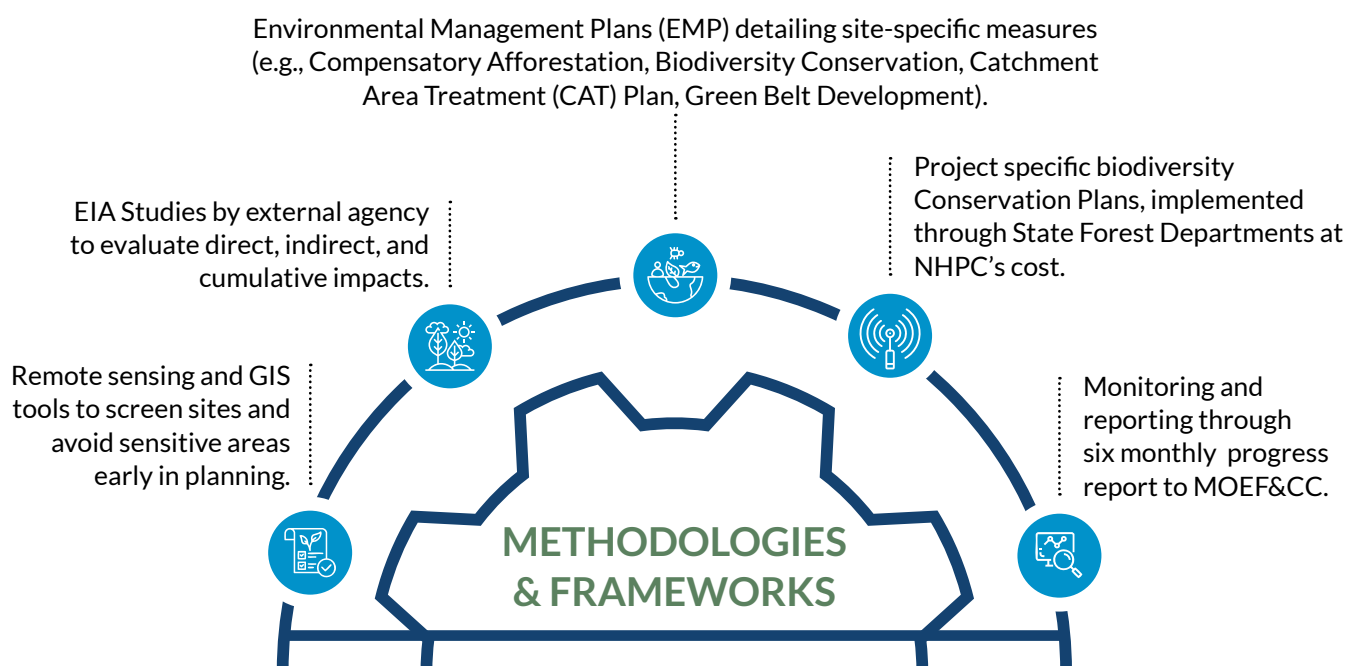 Environmental Management Plans (EMP) detailing site-specific measures
(e.g., Compensatory Afforestation, Biodiversity Conservation, Catchment
Area Treatment (CAT) Plan, Green Belt Development).
EIA Studies by external agency
to evaluate direct, indirect, and
cumulative impacts.
Project specific biodiversity
Conservation Plans, implemented
through State Forest Departments at
NHPC’s cost.
Remote sensing and GIS
tools to screen sites and
avoid sensitive areas
early in planning.
Monitoring and
reporting through
six monthly progress
report to MOEF&CC.
METHODOLOGIES
& FRAMEWORKS